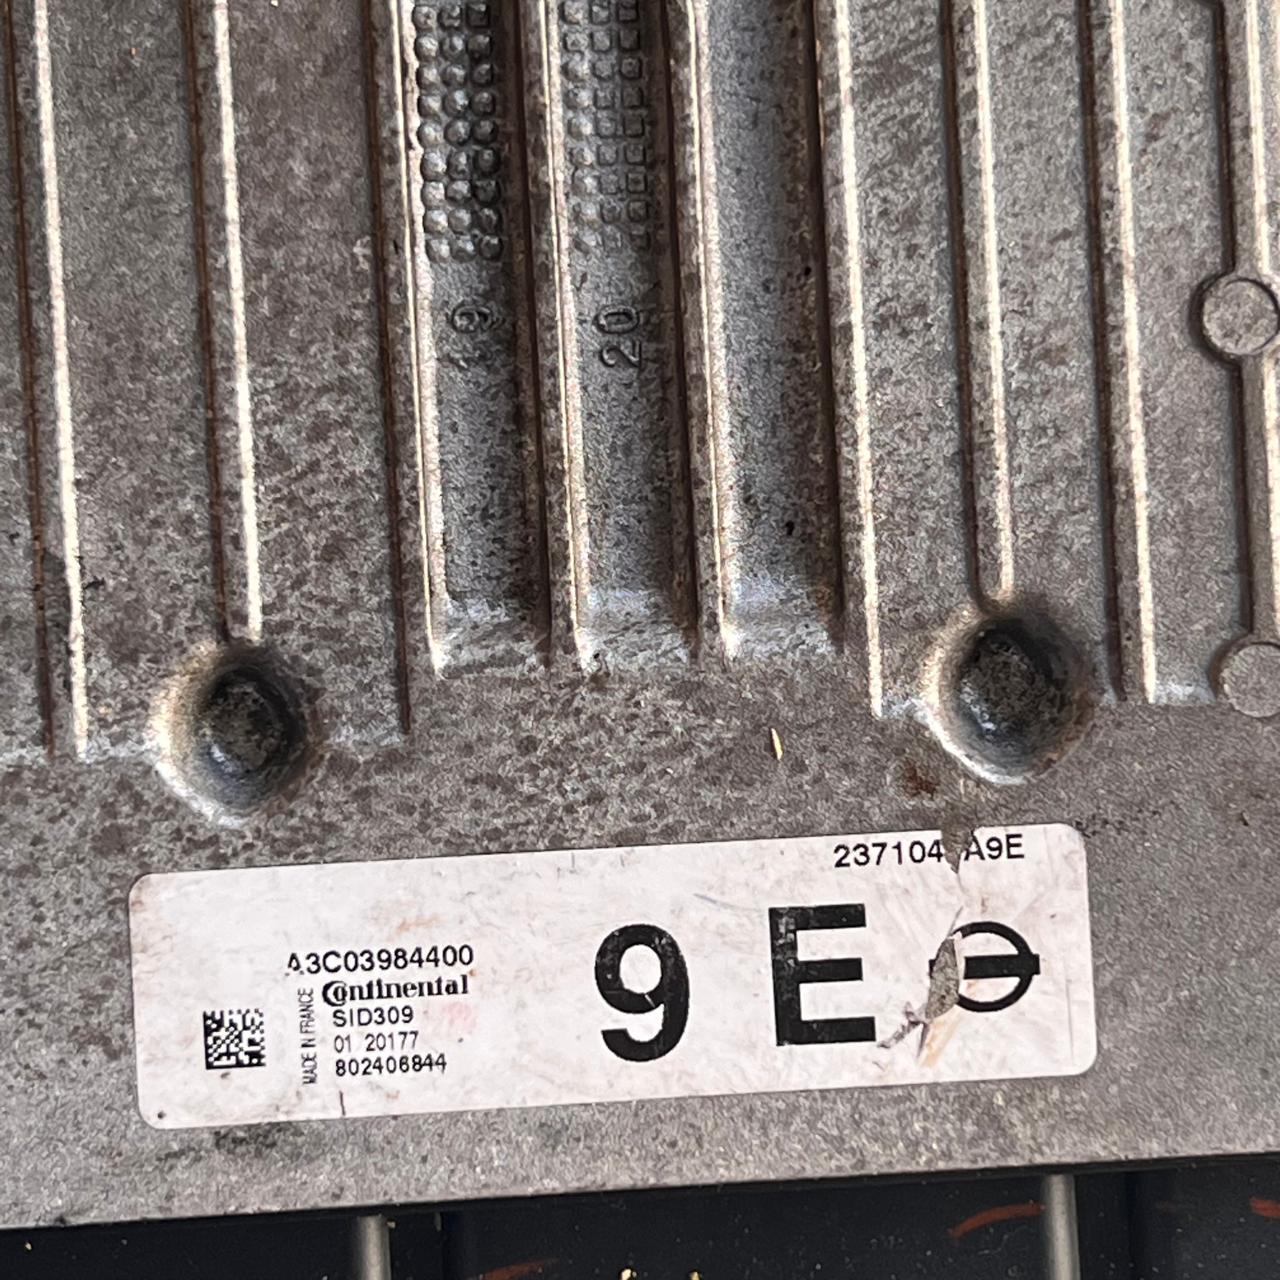 19
20
237104 A9E
A3C03984400
Continental
SID309
01 20177
802406844
MADE IN FRANCE
9 E